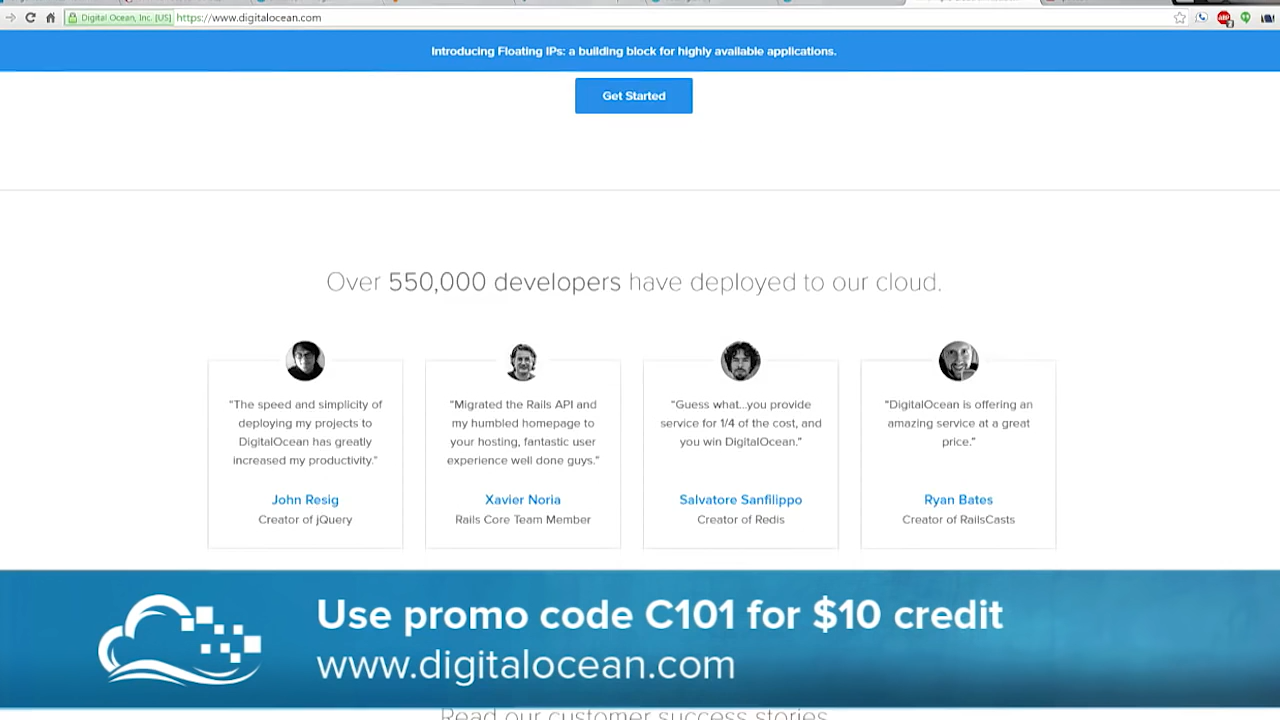 Digital Ocean, Inc. [US] https://www.digitalocean.com
Introducing Floating IPs: a building block for highly available applications.
Get Started
Over 550,000 developers have deployed to our cloud.
“The speed and simplicity of
deploying my projects to
DigitalOcean has greatly
increased my productivity.”
John Resig
Creator of jQuery
“Migrated the Rails API and
my humbled homepage to
your hosting, fantastic user
experience well done guys.”
Xavier Noria
Rails Core Team Member
“Guess what...you provide
service for 1/4 of the cost, and
you win DigitalOcean.”
Salvatore Sanfilippo
Creator of Redis
“DigitalOcean is offering an
amazing service at a great
price.”
Ryan Bates
Creator of RailsCasts
Use promo code C101 for $10 credit
www.digitalocean.com
Read our customer success stories